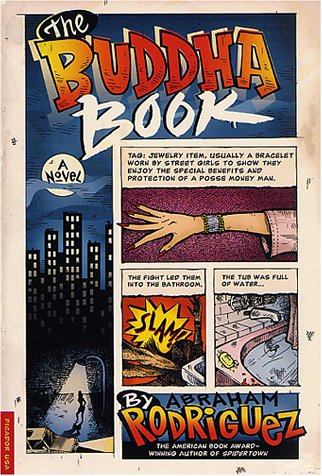 The
BUDDHA
BOOK
A
NOVEL
TAG: JEWELRY ITEM, USUALLY A BRACELET
WORN BY STREET GIRLS TO SHOW THEY
ENJOY THE SPECIAL BENEFITS AND
PROTECTION OF A POSSE MONEY MAN.
THE FIGHT LED THEM
INTO THE BATHROOM.
THE TUB WAS FULL
OF WATER...
SLAM!
By ABRAHAM
RODRIGUEZ
THE AMERICAN BOOK AWARD–
WINNING AUTHOR OF SPIDERTOWN
PICADOR USA